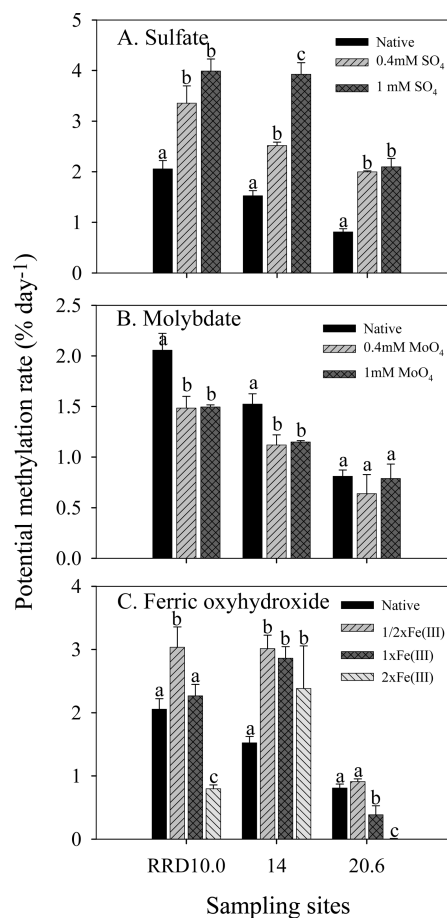 A. Sulfate
Native
0.4mM SO₄
1 mM SO₄
a b b a b c a b b
5
4
3
2
1
0
B. Molybdate
Native
0.4mM MoO₄
1mM MoO₄
a b b a b b a a a
2.5
2.0
1.5
1.0
0.5
0.0
Potential methylation rate (% day-1)
C. Ferric oxyhydroxide
Native
1/2xFe(III)
1xFe(III)
2xFe(III)
a b a c a b b b a a b c
4
3
2
1
0
RRD10.0 14 20.6
Sampling sites